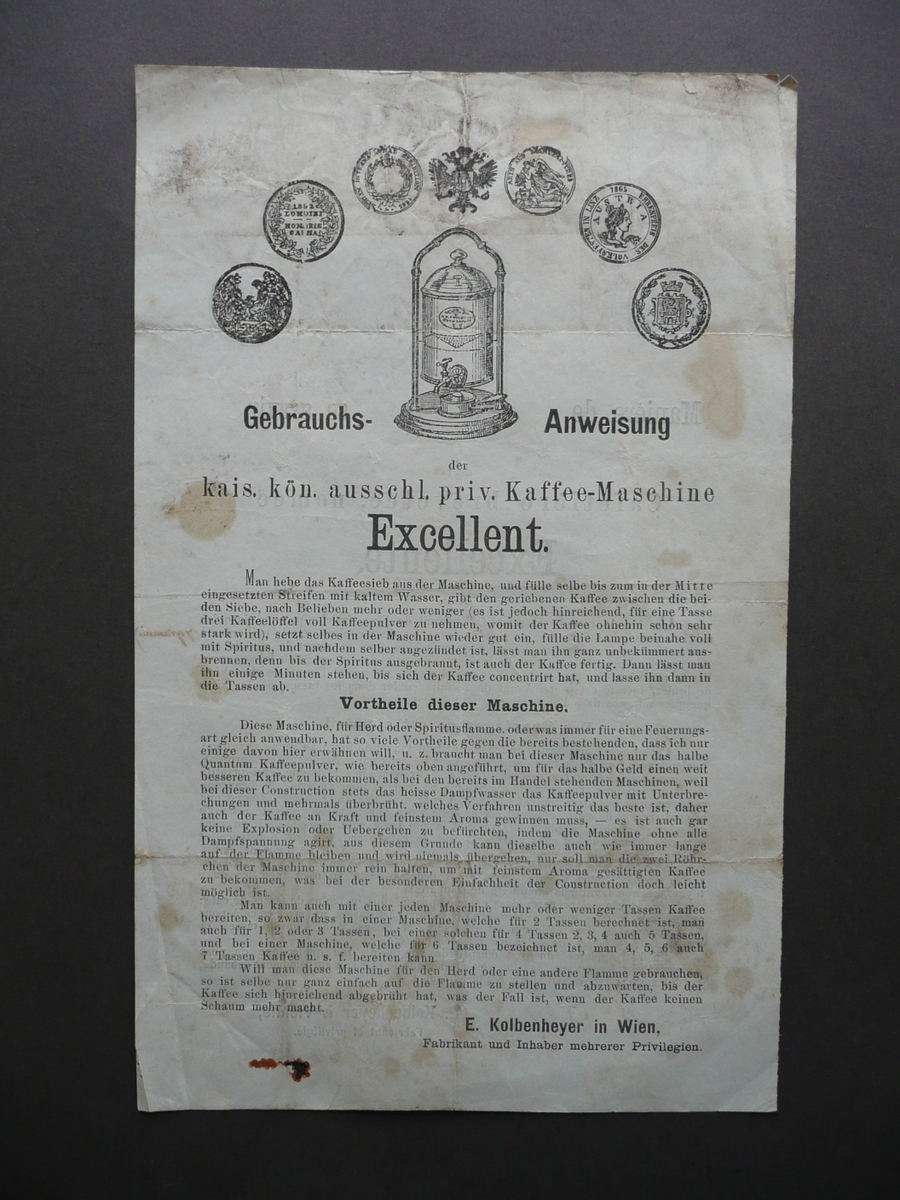 1862
LONDINI
HONORIS
CAUSA
1865
AUSTRIA
EHRENPREIS DER VOLKSFESTE IN LINZ
Gebrauchs- Anweisung
der
kais. kön. ausschl. priv. Kaffee-Maschine
Excellent.
Man hebe das Kaffeesieb aus der Maschine, und fülle selbe bis zum in der Mitte
eingesetzten Streifen mit kaltem Wasser, gibt den geriebenen Kaffee zwischen die bei-
den Siebe, nach Belieben mehr oder weniger (es ist jedoch hinreichend, für eine Tasse
drei Kaffeelöffel voll Kaffeepulver zu nehmen, womit der Kaffee ohnehin schon sehr
stark wird), setzt selbes in der Maschine wieder gut ein, fülle die Lampe beinahe voll
mit Spiritus, und nachdem selber angezündet ist, lässt man ihn ganz unbekümmert aus-
brennen, denn bis der Spiritus ausgebrannt, ist auch der Kaffee fertig. Dann lässt man
ihn einige Minuten stehen, bis sich der Kaffee concentrirt hat, und lasse ihn dann in
die Tassen ab.
Vortheile dieser Maschine.
Diese Maschine, für Herd oder Spiritusflamme, oder was immer für eine Feuerungs-
art gleich anwendbar, hat so viele Vortheile gegen die bereits bestehenden, dass ich nur
einige davon hier erwähnen will, u. z. braucht man bei dieser Maschine nur das halbe
Quantum Kaffeepulver, wie bereits oben angeführt, um für das halbe Geld einen weit
besseren Kaffee zu bekommen, als bei den bereits im Handel stehenden Maschinen, weil
bei dieser Construction stets das heisse Dampfwasser das Kaffeepulver mit Unterbre-
chungen und mehrmals überbrüht, welches Verfahren unstreitig das beste ist, daher
auch der Kaffee an Kraft und feinstem Aroma gewinnen muss, — es ist auch gar
keine Explosion oder Uebergehen zu befürchten, indem die Maschine ohne alle
Dampfspannung agirt, aus diesem Grunde kann dieselbe auch wie immer lange
auf der Flamme bleiben und wird niemals übergehen, nur soll man die zwei Röhr-
chen der Maschine immer rein halten, um mit feinstem Aroma gesättigten Kaffee
zu bekommen, was bei der besonderen Einfachheit der Construction doch leicht
möglich ist.
Man kann auch mit einer jeden Maschine mehr oder weniger Tassen Kaffee
bereiten, so zwar dass in einer Maschine, welche für 2 Tassen berechnet ist, man
auch für 1, 2 oder 3 Tassen, bei einer solchen für 4 Tassen 2, 3, 4 auch 5 Tassen,
und bei einer Maschine, welche für 6 Tassen bezeichnet ist, man 4, 5, 6 auch
7 Tassen Kaffee u. s. f. bereiten kann
Will man diese Maschine für den Herd oder eine andere Flamme gebrauchen,
so ist selbe nur ganz einfach auf die Flamme zu stellen und abzuwarten, bis der
Kaffee sich hinreichend abgebrüht hat, was der Fall ist, wenn der Kaffee keinen
Schaum mehr macht.
E. Kolbenheyer in Wien,
Fabrikant und Inhaber mehrerer Privilegien.